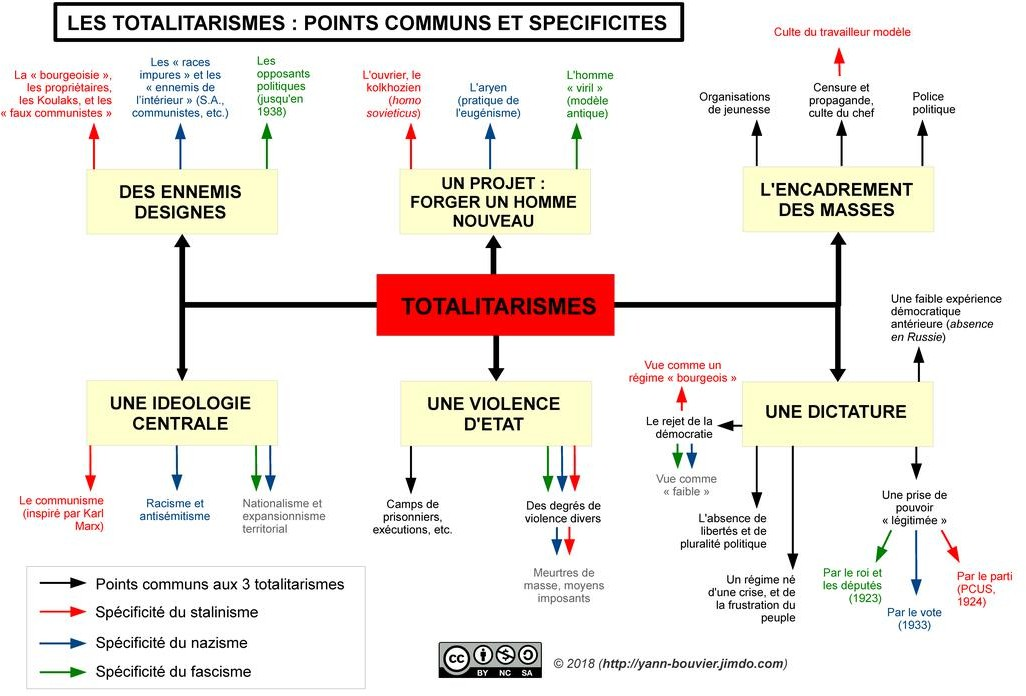 LES TOTALITARISMES : POINTS COMMUNS ET SPECIFICITES
La « bourgeoisie »,
les propriétaires,
les Koulaks, et les
« faux communistes »
Les « races
impures » et les
« ennemis de
l'intérieur » (S.A.,
communistes, etc.)
Les
opposants
politiques
(jusqu'en
1938)
DES ENNEMIS
DESIGNES
L'ouvrier, le
kolkhozien
(homo
sovieticus)
L'aryen
(pratique de
l'eugénisme)
L'homme
« viril »
(modèle
antique)
UN PROJET :
FORGER UN HOMME
NOUVEAU
Culte du travailleur modèle
Organisations
de jeunesse
Censure et
propagande,
culte du chef
Police
politique
L'ENCADREMENT
DES MASSES
TOTALITARISMES
UNE IDEOLOGIE
CENTRALE
Le communisme
(inspiré par Karl
Marx)
Racisme et
antisémitisme
Nationalisme et
expansionnisme
territorial
UNE VIOLENCE
D'ETAT
Camps de
prisonniers,
exécutions, etc.
Des degrés de
violence divers
Meurtres de
masse, moyens
imposants
Une faible expérience
démocratique
antérieure (absence
en Russie)
UNE DICTATURE
Vue comme un
régime « bourgeois »
Le rejet de la
démocratie
Vue comme
« faible »
L'absence de
libertés et de
pluralité politique
Un régime né
d'une crise, et de
la frustration du
peuple
Une prise de
pouvoir
« légitimée »
Par le roi et
les députés
(1923)
Par le vote
(1933)
Par le parti
(PCUS,
1924)
Points communs aux 3 totalitarismes
Spécificité du stalinisme
Spécificité du nazisme
Spécificité du fascisme
cc
BY NC SA
© 2018 (http://yann-bouvier.jimdo.com)